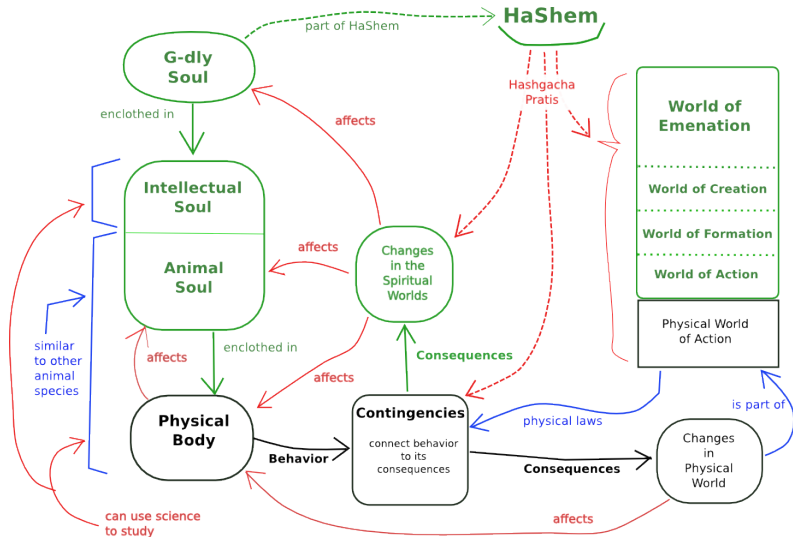 part of HaShem
HaShem
G-dly
Soul
Hashgacha
Pratis
enclothed in
affects
World of
Emenation
Intellectual
Soul
World of Creation
World of Formation
World of Action
affects
Animal
Soul
Changes
in the
Spiritual
Worlds
Physical World
of Action
similar
to other
animal
species
affects
enclothed in
Consequences
affects
is part of
physical laws
Physical
Body
Contingencies
connect behavior
to its
consequences
Behavior
Consequences
Changes
in
Physical
World
can use science
to study
affects